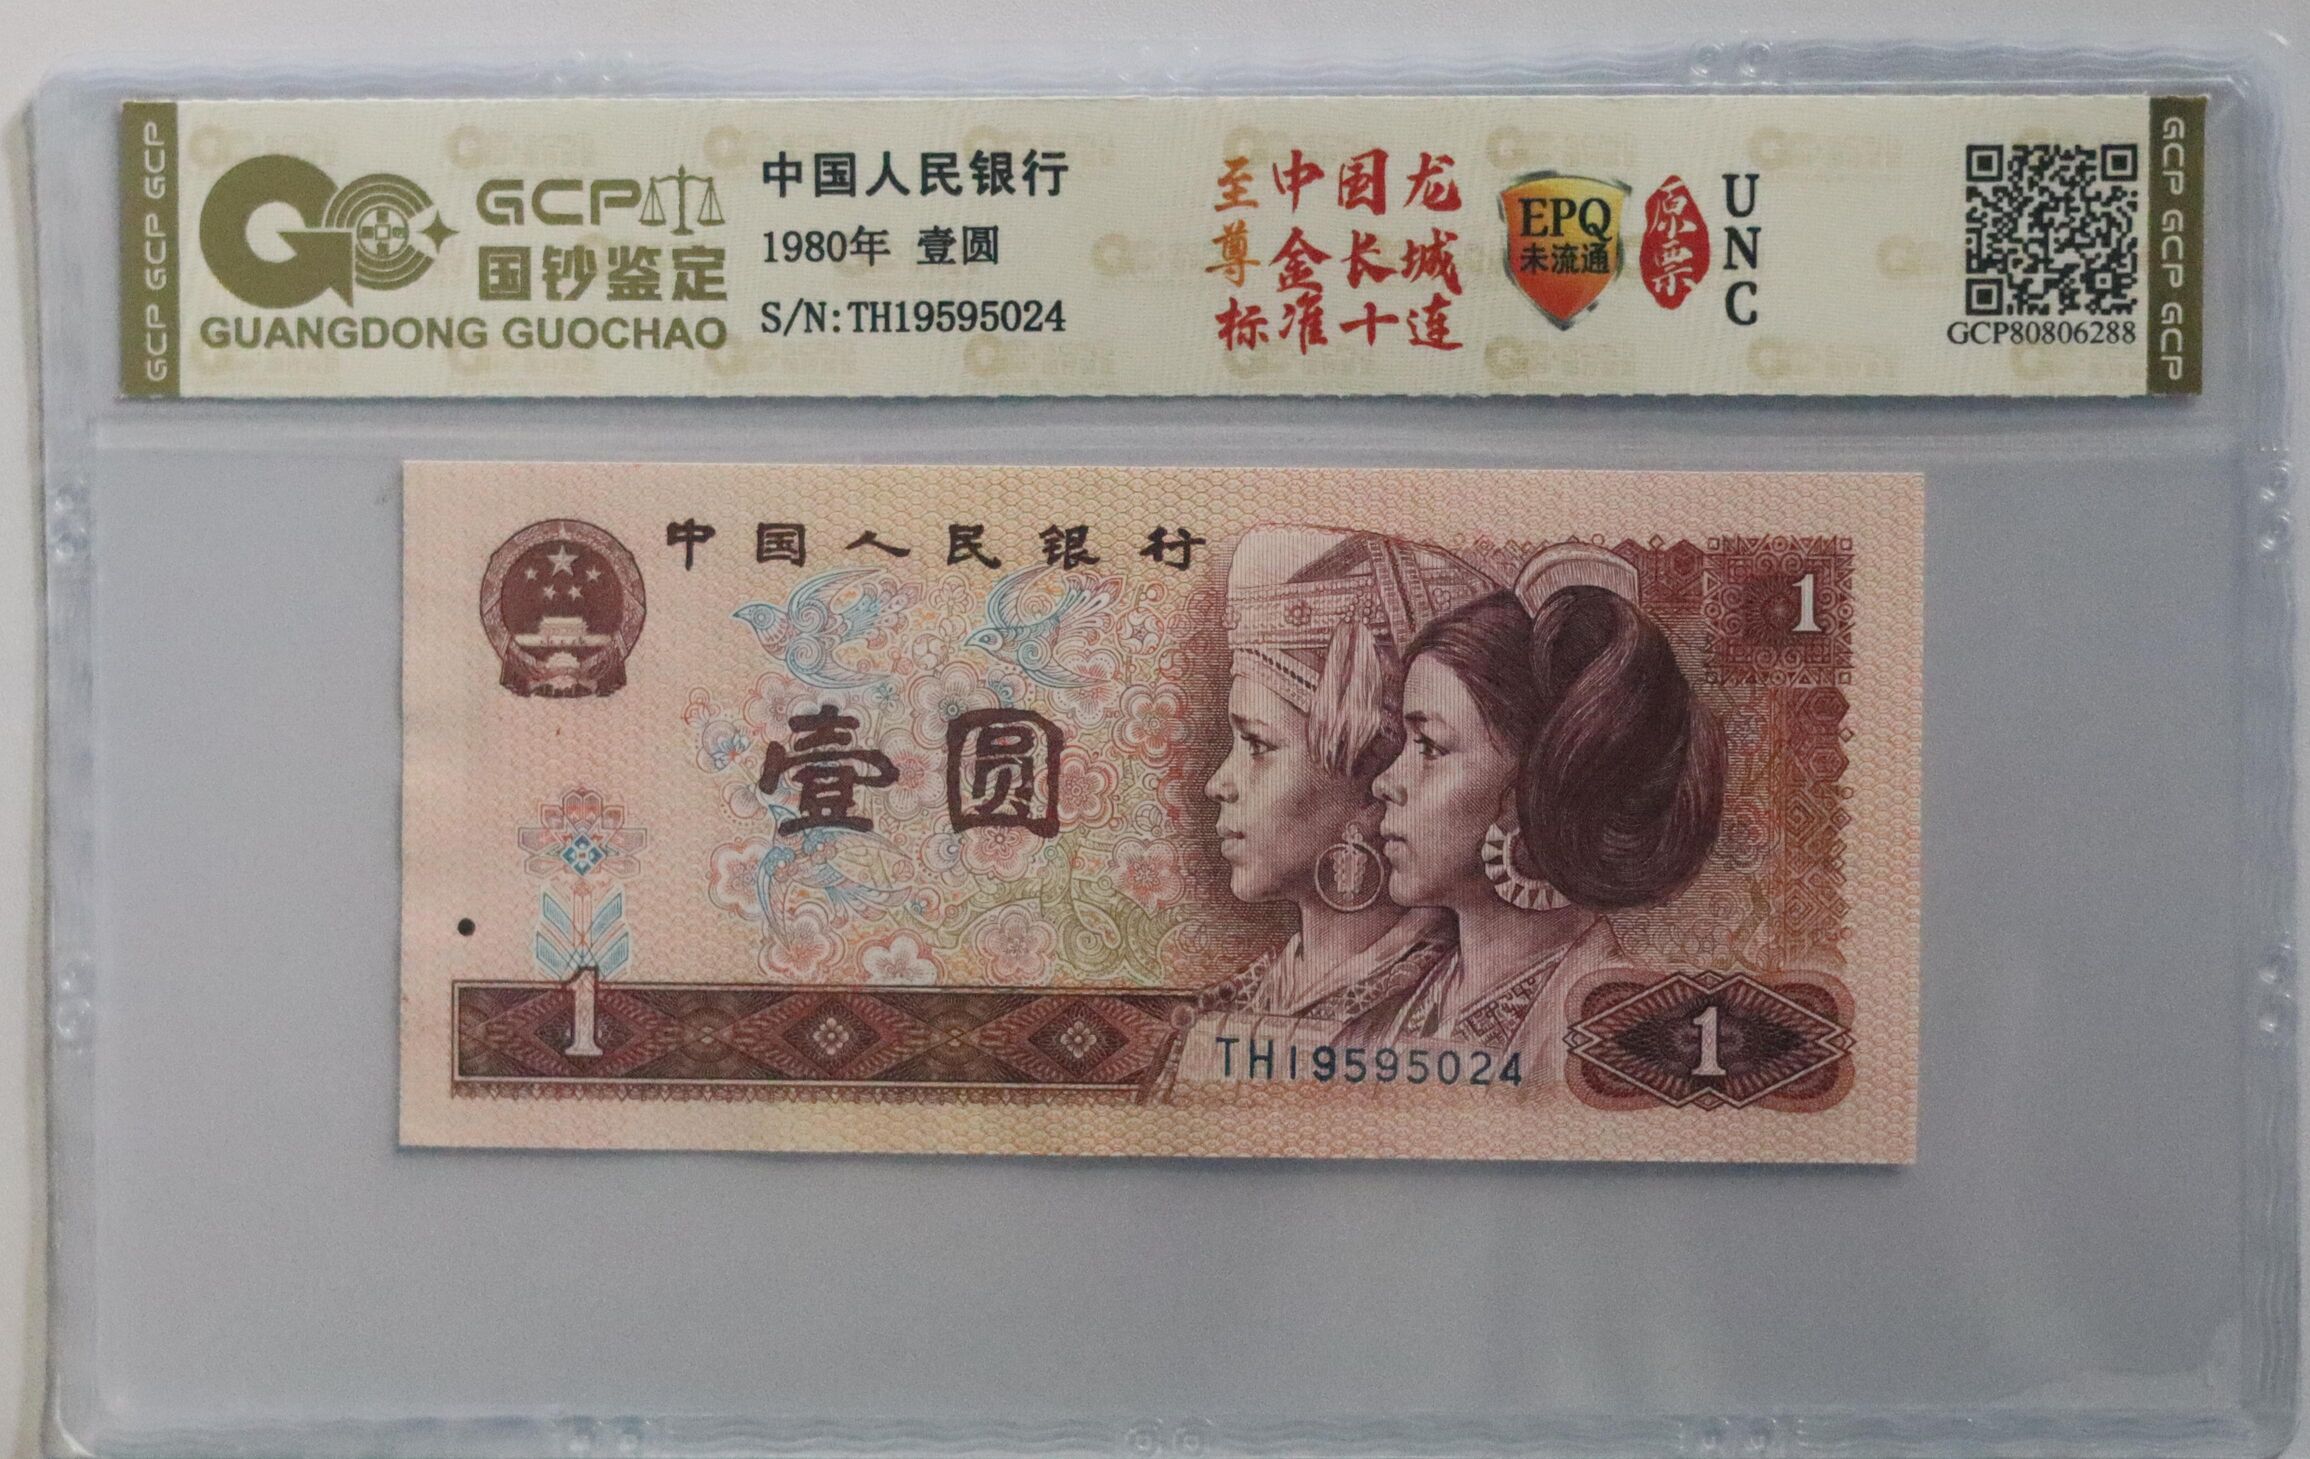 GCP GCP GCP GCP
GCP
国钞鉴定
GUANGDONG GUOCHAO
中国人民银行
1980年 壹圆
S/N:TH19595024
至尊
中国龙
金长城
标准十连
EPQ
未流通
原票
UNC
GCP80806288
GCP GCP GCP
中国人民银行
1
壹圆
1
TH19595024
1